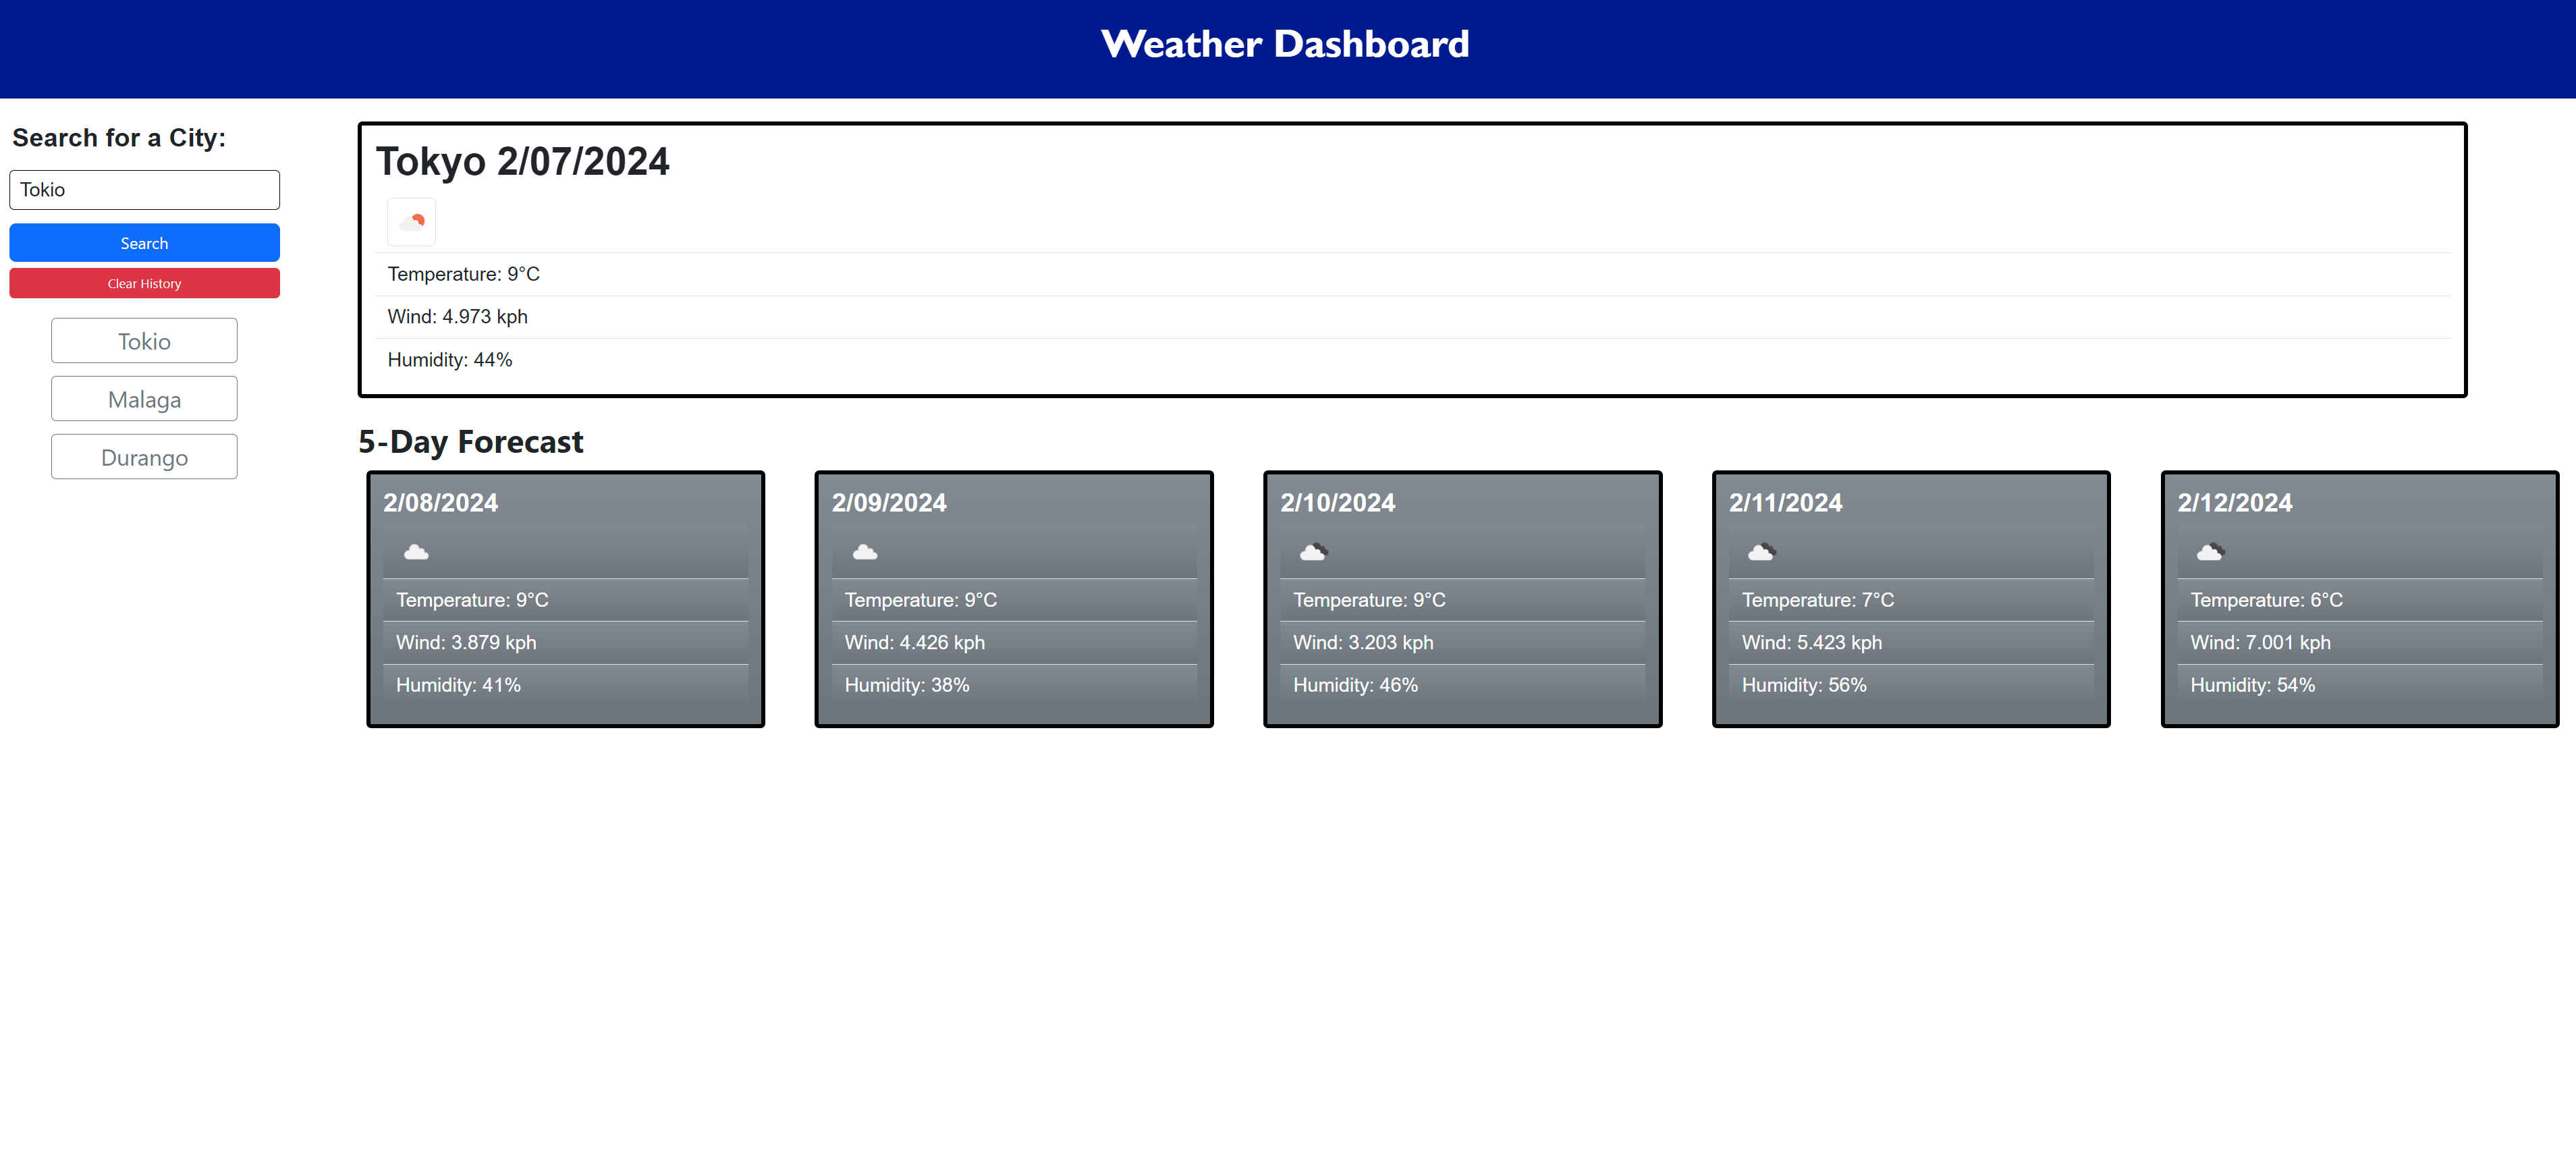 Weather Dashboard
Search for a City:
Tokio
Search
Clear History
Tokio
Malaga
Durango
Tokyo 2/07/2024
Temperature: 9°C
Wind: 4.973 kph
Humidity: 44%
5-Day Forecast
2/08/2024
Temperature: 9°C
Wind: 3.879 kph
Humidity: 41%
2/09/2024
Temperature: 9°C
Wind: 4.426 kph
Humidity: 38%
2/10/2024
Temperature: 9°C
Wind: 3.203 kph
Humidity: 46%
2/11/2024
Temperature: 7°C
Wind: 5.423 kph
Humidity: 56%
2/12/2024
Temperature: 6°C
Wind: 7.001 kph
Humidity: 54%